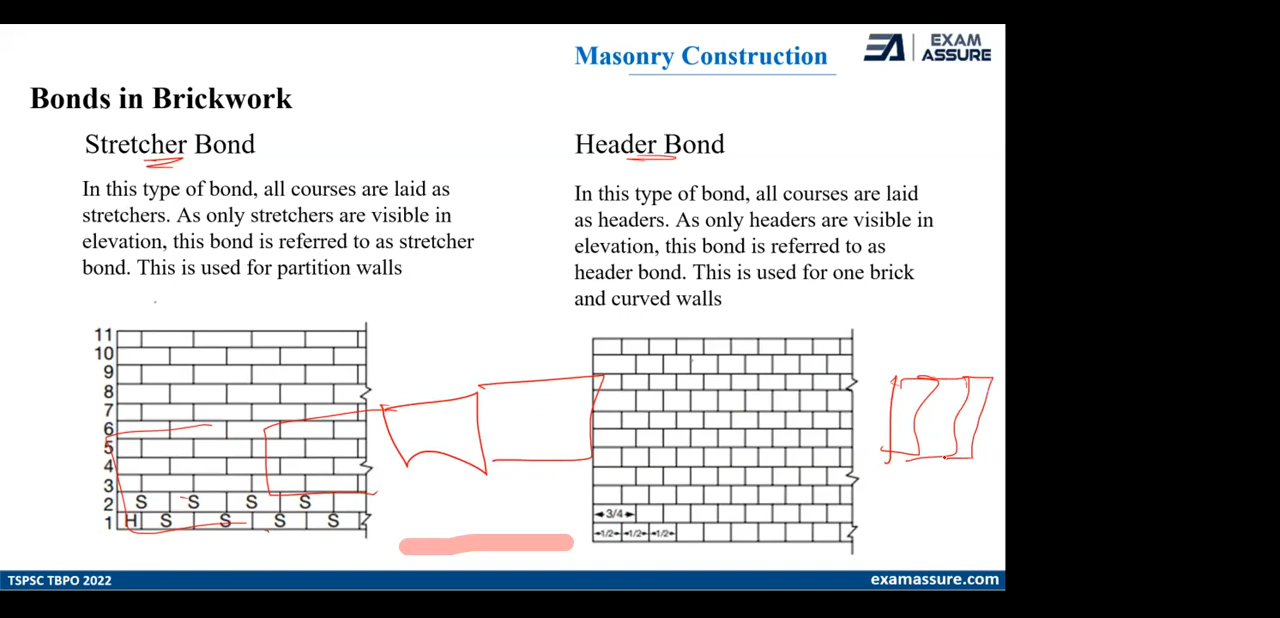 Masonry Construction
EXAM
ASSURE
Bonds in Brickwork
Stretcher Bond
In this type of bond, all courses are laid as
stretchers. As only stretchers are visible in
elevation, this bond is referred to as stretcher
bond. This is used for partition walls
Header Bond
In this type of bond, all courses are laid
as headers. As only headers are visible in
elevation, this bond is referred to as
header bond. This is used for one brick
and curved walls
11
10
9
8
7
6
5
4
3
2 S S S S
1 H S S S S
3/4
1/2 1/2 1/2
TSPSC TBPO 2022
examassure.com